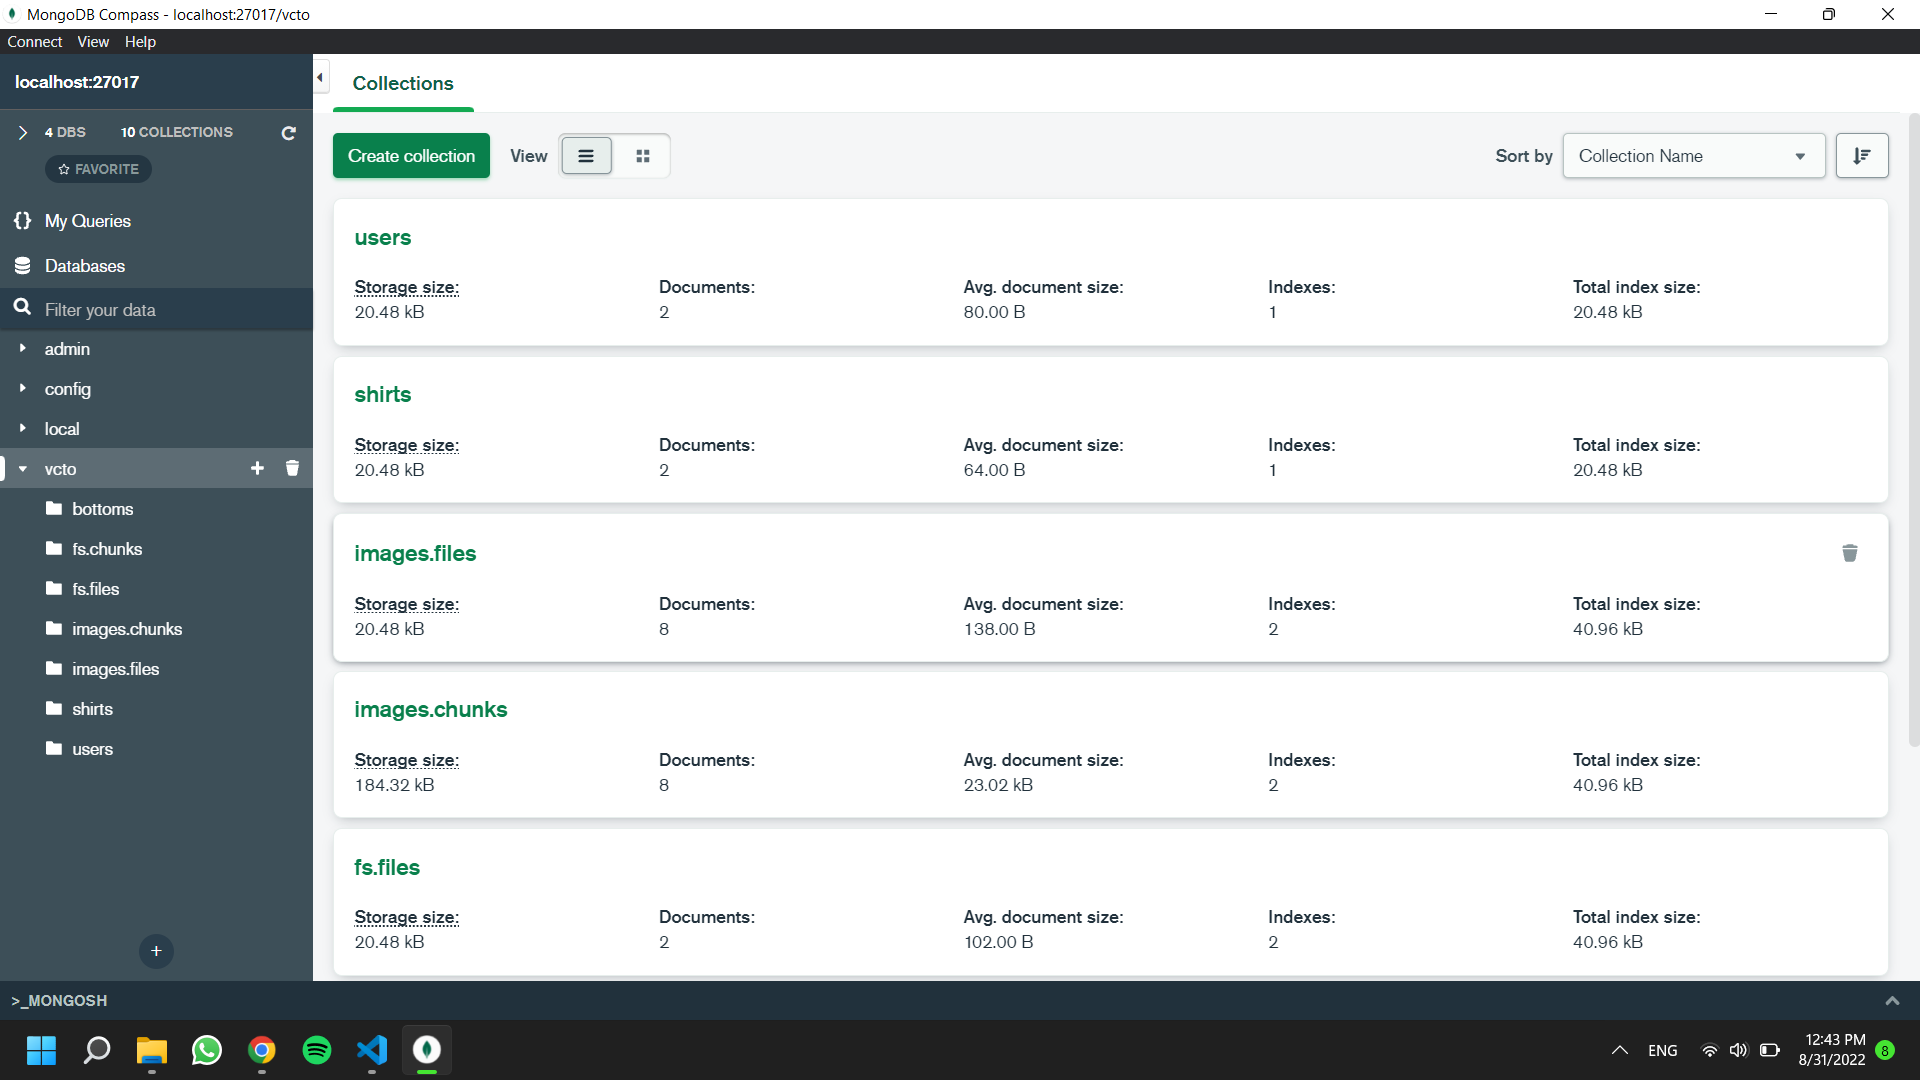 MongoDB Compass - localhost:27017/vcto
Connect View Help
localhost:27017
4 DBS 10 COLLECTIONS
FAVORITE
My Queries
Databases
Filter your data
admin
config
local
vcto
bottoms
fs.chunks
fs.files
images.chunks
images.files
shirts
users
Collections
Create collection View Sort by Collection Name
users
Storage size: Documents: Avg. document size: Indexes: Total index size:
20.48 kB 2 80.00 B 1 20.48 kB
shirts
Storage size: Documents: Avg. document size: Indexes: Total index size:
20.48 kB 2 64.00 B 1 20.48 kB
images.files
Storage size: Documents: Avg. document size: Indexes: Total index size:
20.48 kB 8 138.00 B 2 40.96 kB
images.chunks
Storage size: Documents: Avg. document size: Indexes: Total index size:
184.32 kB 8 23.02 kB 2 40.96 kB
fs.files
Storage size: Documents: Avg. document size: Indexes: Total index size:
20.48 kB 2 102.00 B 2 40.96 kB
>_MONGOSH
ENG 12:43 PM
8/31/2022 8